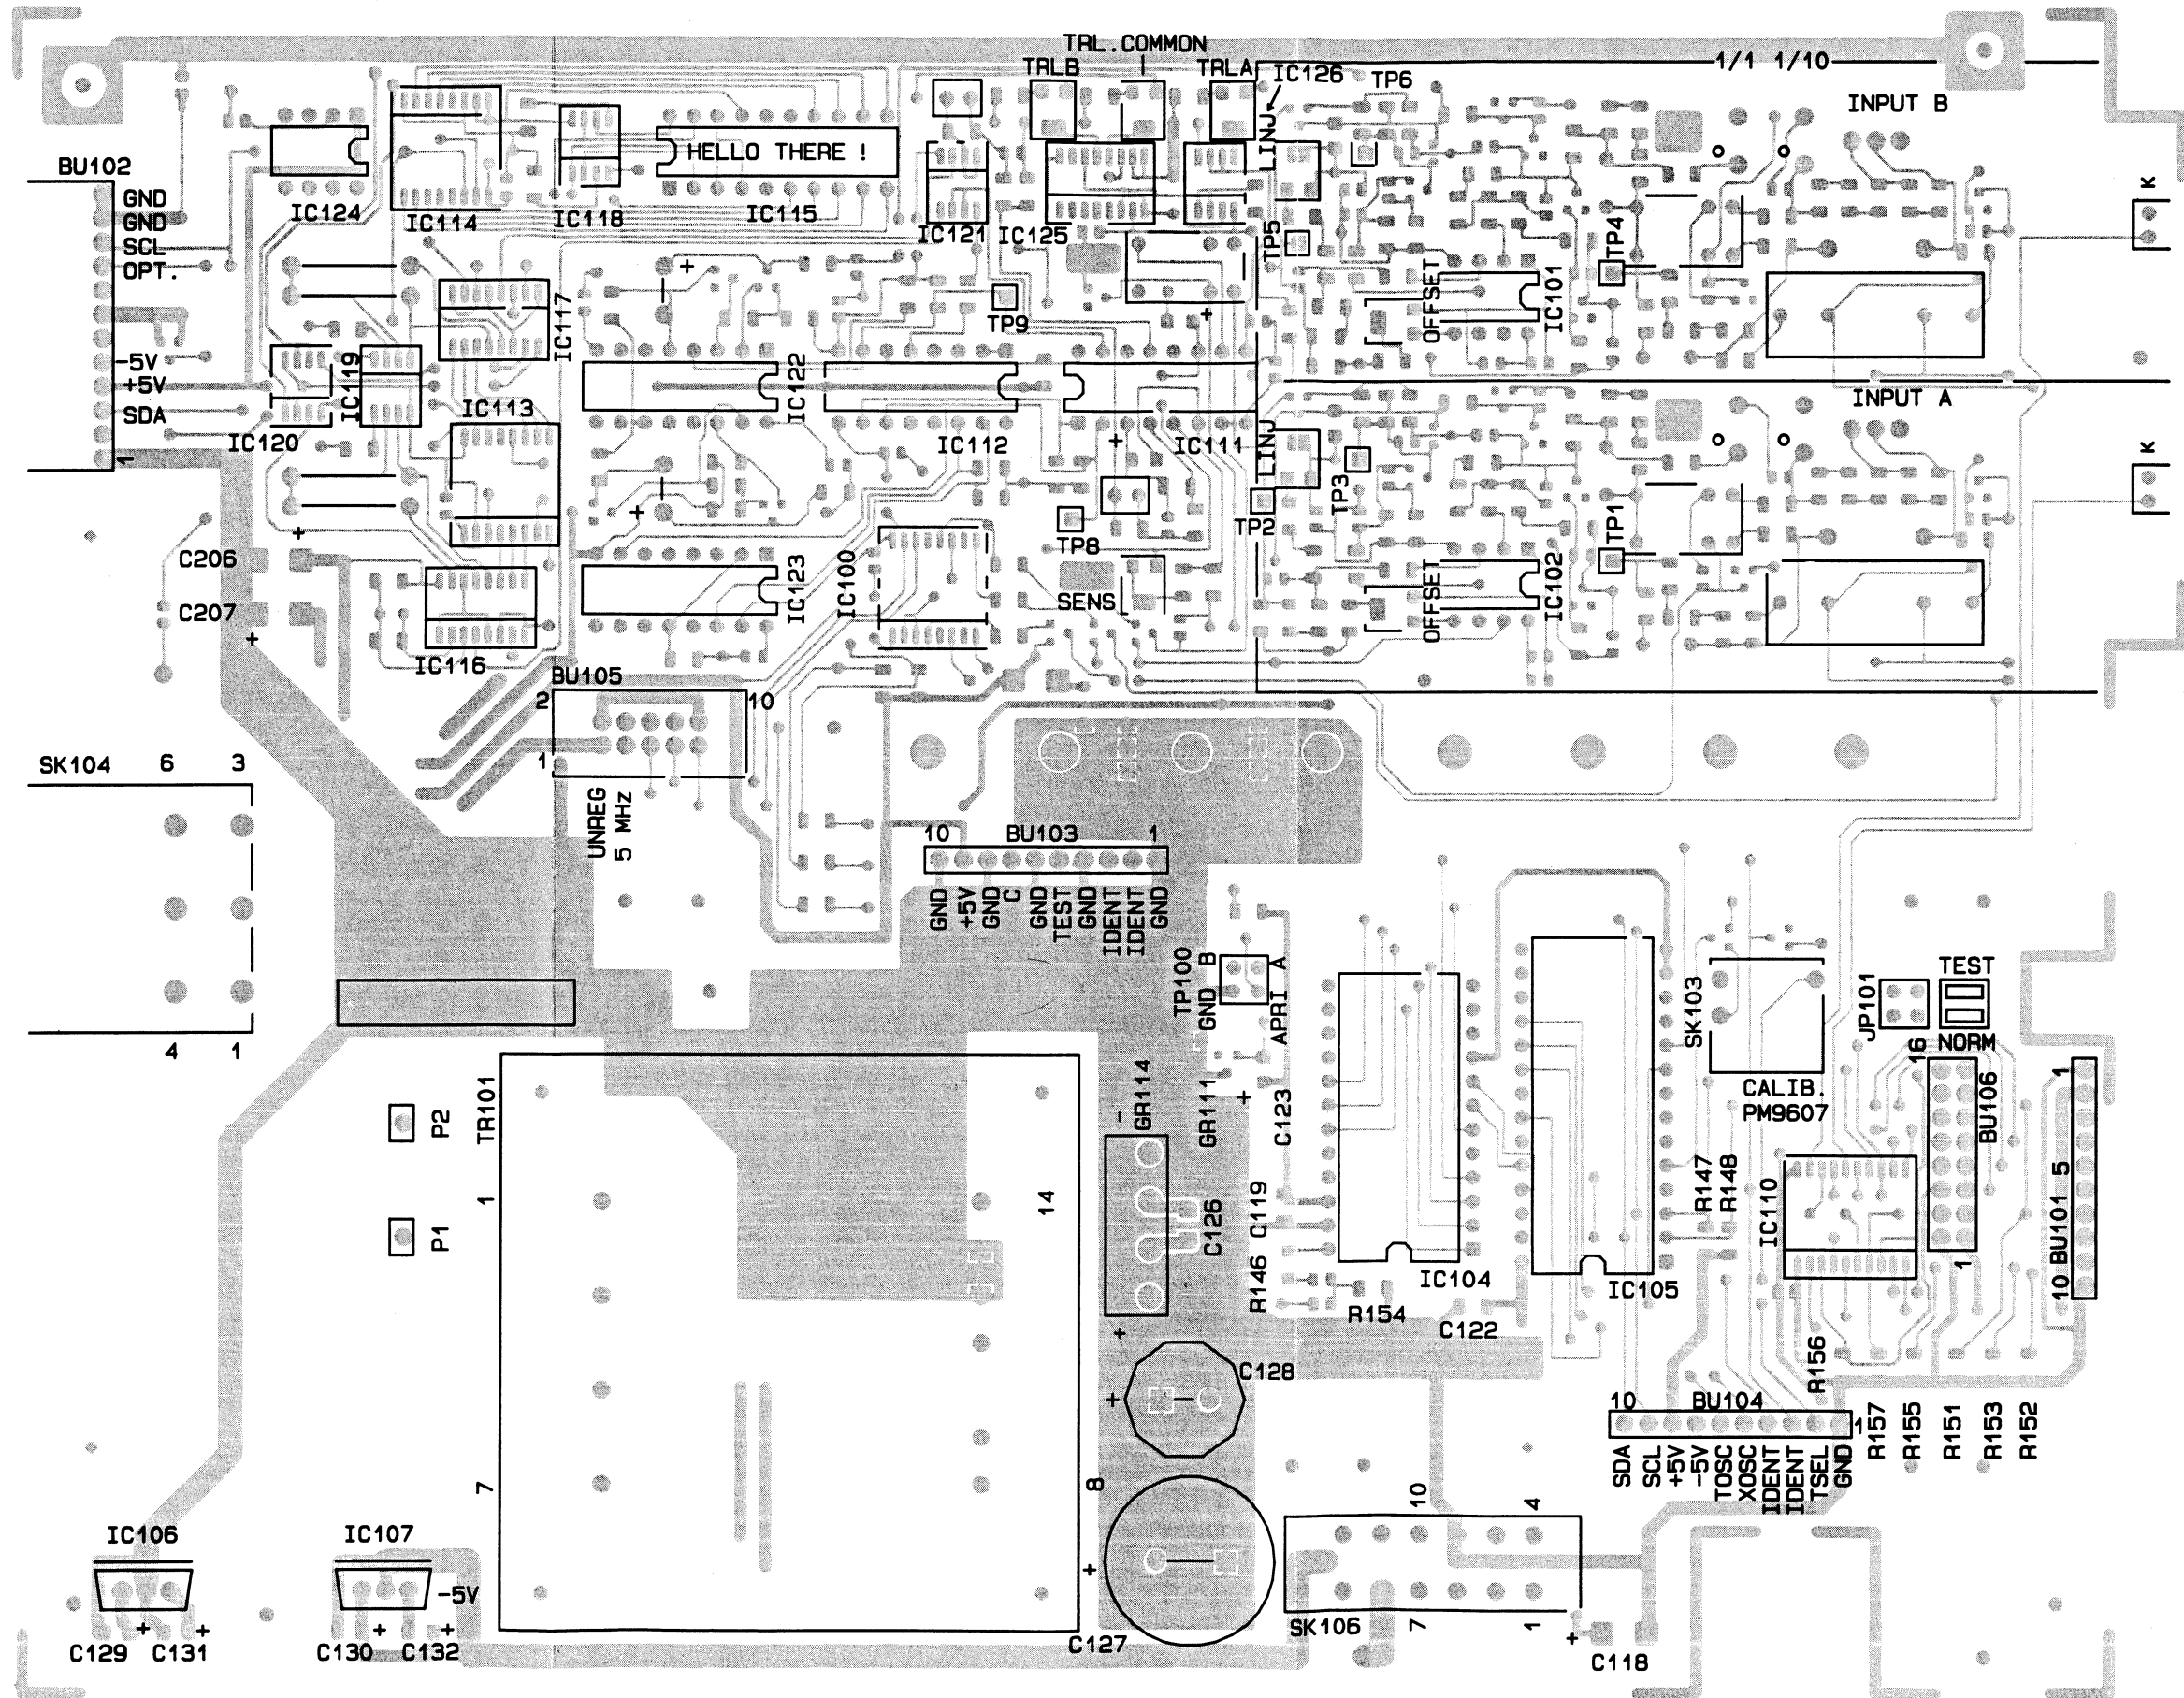 TRL.COMMON
TRLB
TRLA
IC126
TP6
1/1 1/10
INPUT B
LINJ
HELLO THERE !
BU102
GND
GND
SCL
OPT.
-5V
+5V
SDA
1
IC124
IC114
IC118
IC115
IC121
IC125
TP5
TP4
K
+
IC117
TP9
+
OFFSET
IC101
IC119
IC122
INPUT A
IC120
IC113
IC112
+
IC111
LINJ
TP3
K
+
+
TP8
TP2
TP1
C206
C207
+
IC123
IC100
SENS
OFFSET
IC102
IC116
BU105
2
10
1
UNREG
5 MHz
SK104
6
3
4
1
10
BU103
1
GND
+5V
GND
C
GND
TEST
GND
IDENT
IDENT
GND
TP100
GND B
APRI A
SK103
JP101
TEST
NORM
CALIB.
PM9607
16
BU106
1
1
5
10 BU101
P2
P1
TR101
1
14
7
8
-
GR114
+
GR111
+
C123
C126
C119
R146
IC104
R154
C122
IC105
R147
R148
IC110
R156
C128
+
10
BU104
1
SDA
SCL
+5V
-5V
TOSC
XOSC
IDENT
IDENT
TSEL
GND
R157
R155
R151
R153
R152
IC106
C129
+
+
C131
IC107
-5V
C130
+
+
C132
+
C127
10
4
SK106
7
1
+
C118